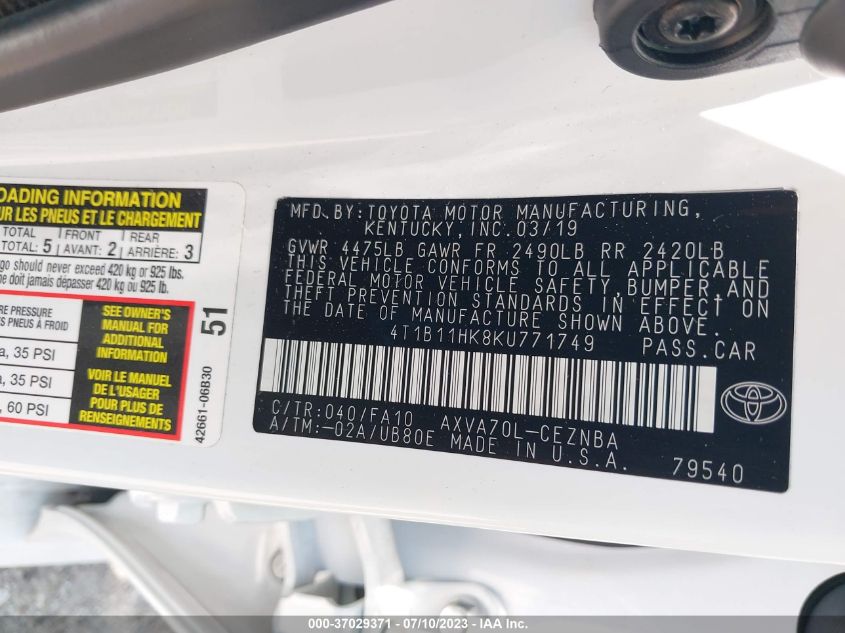 OADING INFORMATION
UR LES PNEUS ET LE CHARGEMENT
TOTAL FRONT REAR
TOTAL: 5 AVANT: 2 ARRIÈRE: 3
go should never exceed 420 kg or 925 lbs.
ne doit jamais dépasser 420 kg ou 925 lb.
RE PRESSURE
S PNEUS À FROID
a, 35 PSI
a, 35 PSI
, 60 PSI
SEE OWNER'S
MANUAL FOR
ADDITIONAL
INFORMATION
VOIR LE MANUEL
DE L'USAGER
POUR PLUS DE
RENSEIGNEMENTS
51
42661-06B30
MFD. BY: TOYOTA MOTOR MANUFACTURING,
KENTUCKY, INC. 03/19
GVWR 4475LB GAWR FR 2490LB RR 2420LB
THIS VEHICLE CONFORMS TO ALL APPLICABLE
FEDERAL MOTOR VEHICLE SAFETY, BUMPER, AND
THEFT PREVENTION STANDARDS IN EFFECT ON
THE DATE OF MANUFACTURE SHOWN ABOVE.
4T1B11HK8KU771749 PASS.CAR
C/TR: 040/FA10 AXVA70L-CEZNBA
A/TM: -02A/UB80E MADE IN U.S.A.
79540
000-37029371 - 07/10/2023 - IAA Inc.